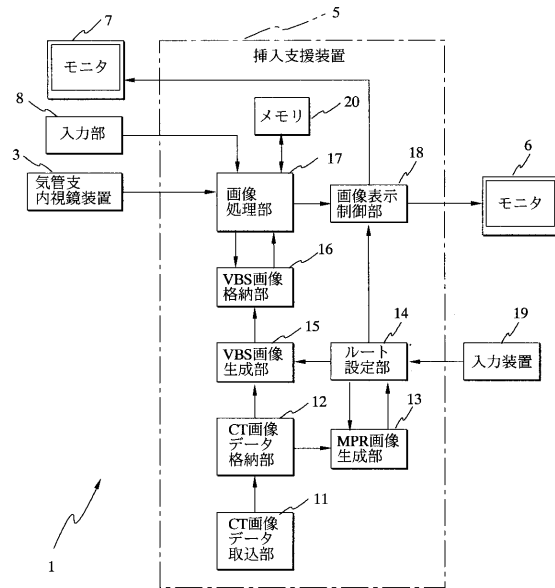 5
7
挿入支援装置
モニタ
メモリ
20
8
入力部
6
3
17
18
気管支
内視鏡装置
画像
処理部
画像表示
制御部
モニタ
16
VBS画像
格納部
15
14
19
VBS画像
生成部
ルート
設定部
入力装置
12
13
CT画像
データ
格納部
MPR画像
生成部
11
CT画像
データ
取込部
1